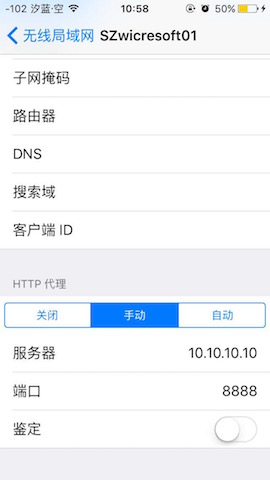 -102 汐蓝·空 10:58 50%
无线局域网 SZwicresoft01
子网掩码
路由器
DNS
搜索域
客户端 ID
HTTP 代理
关闭 手动 自动
服务器 10.10.10.10
端口 8888
鉴定